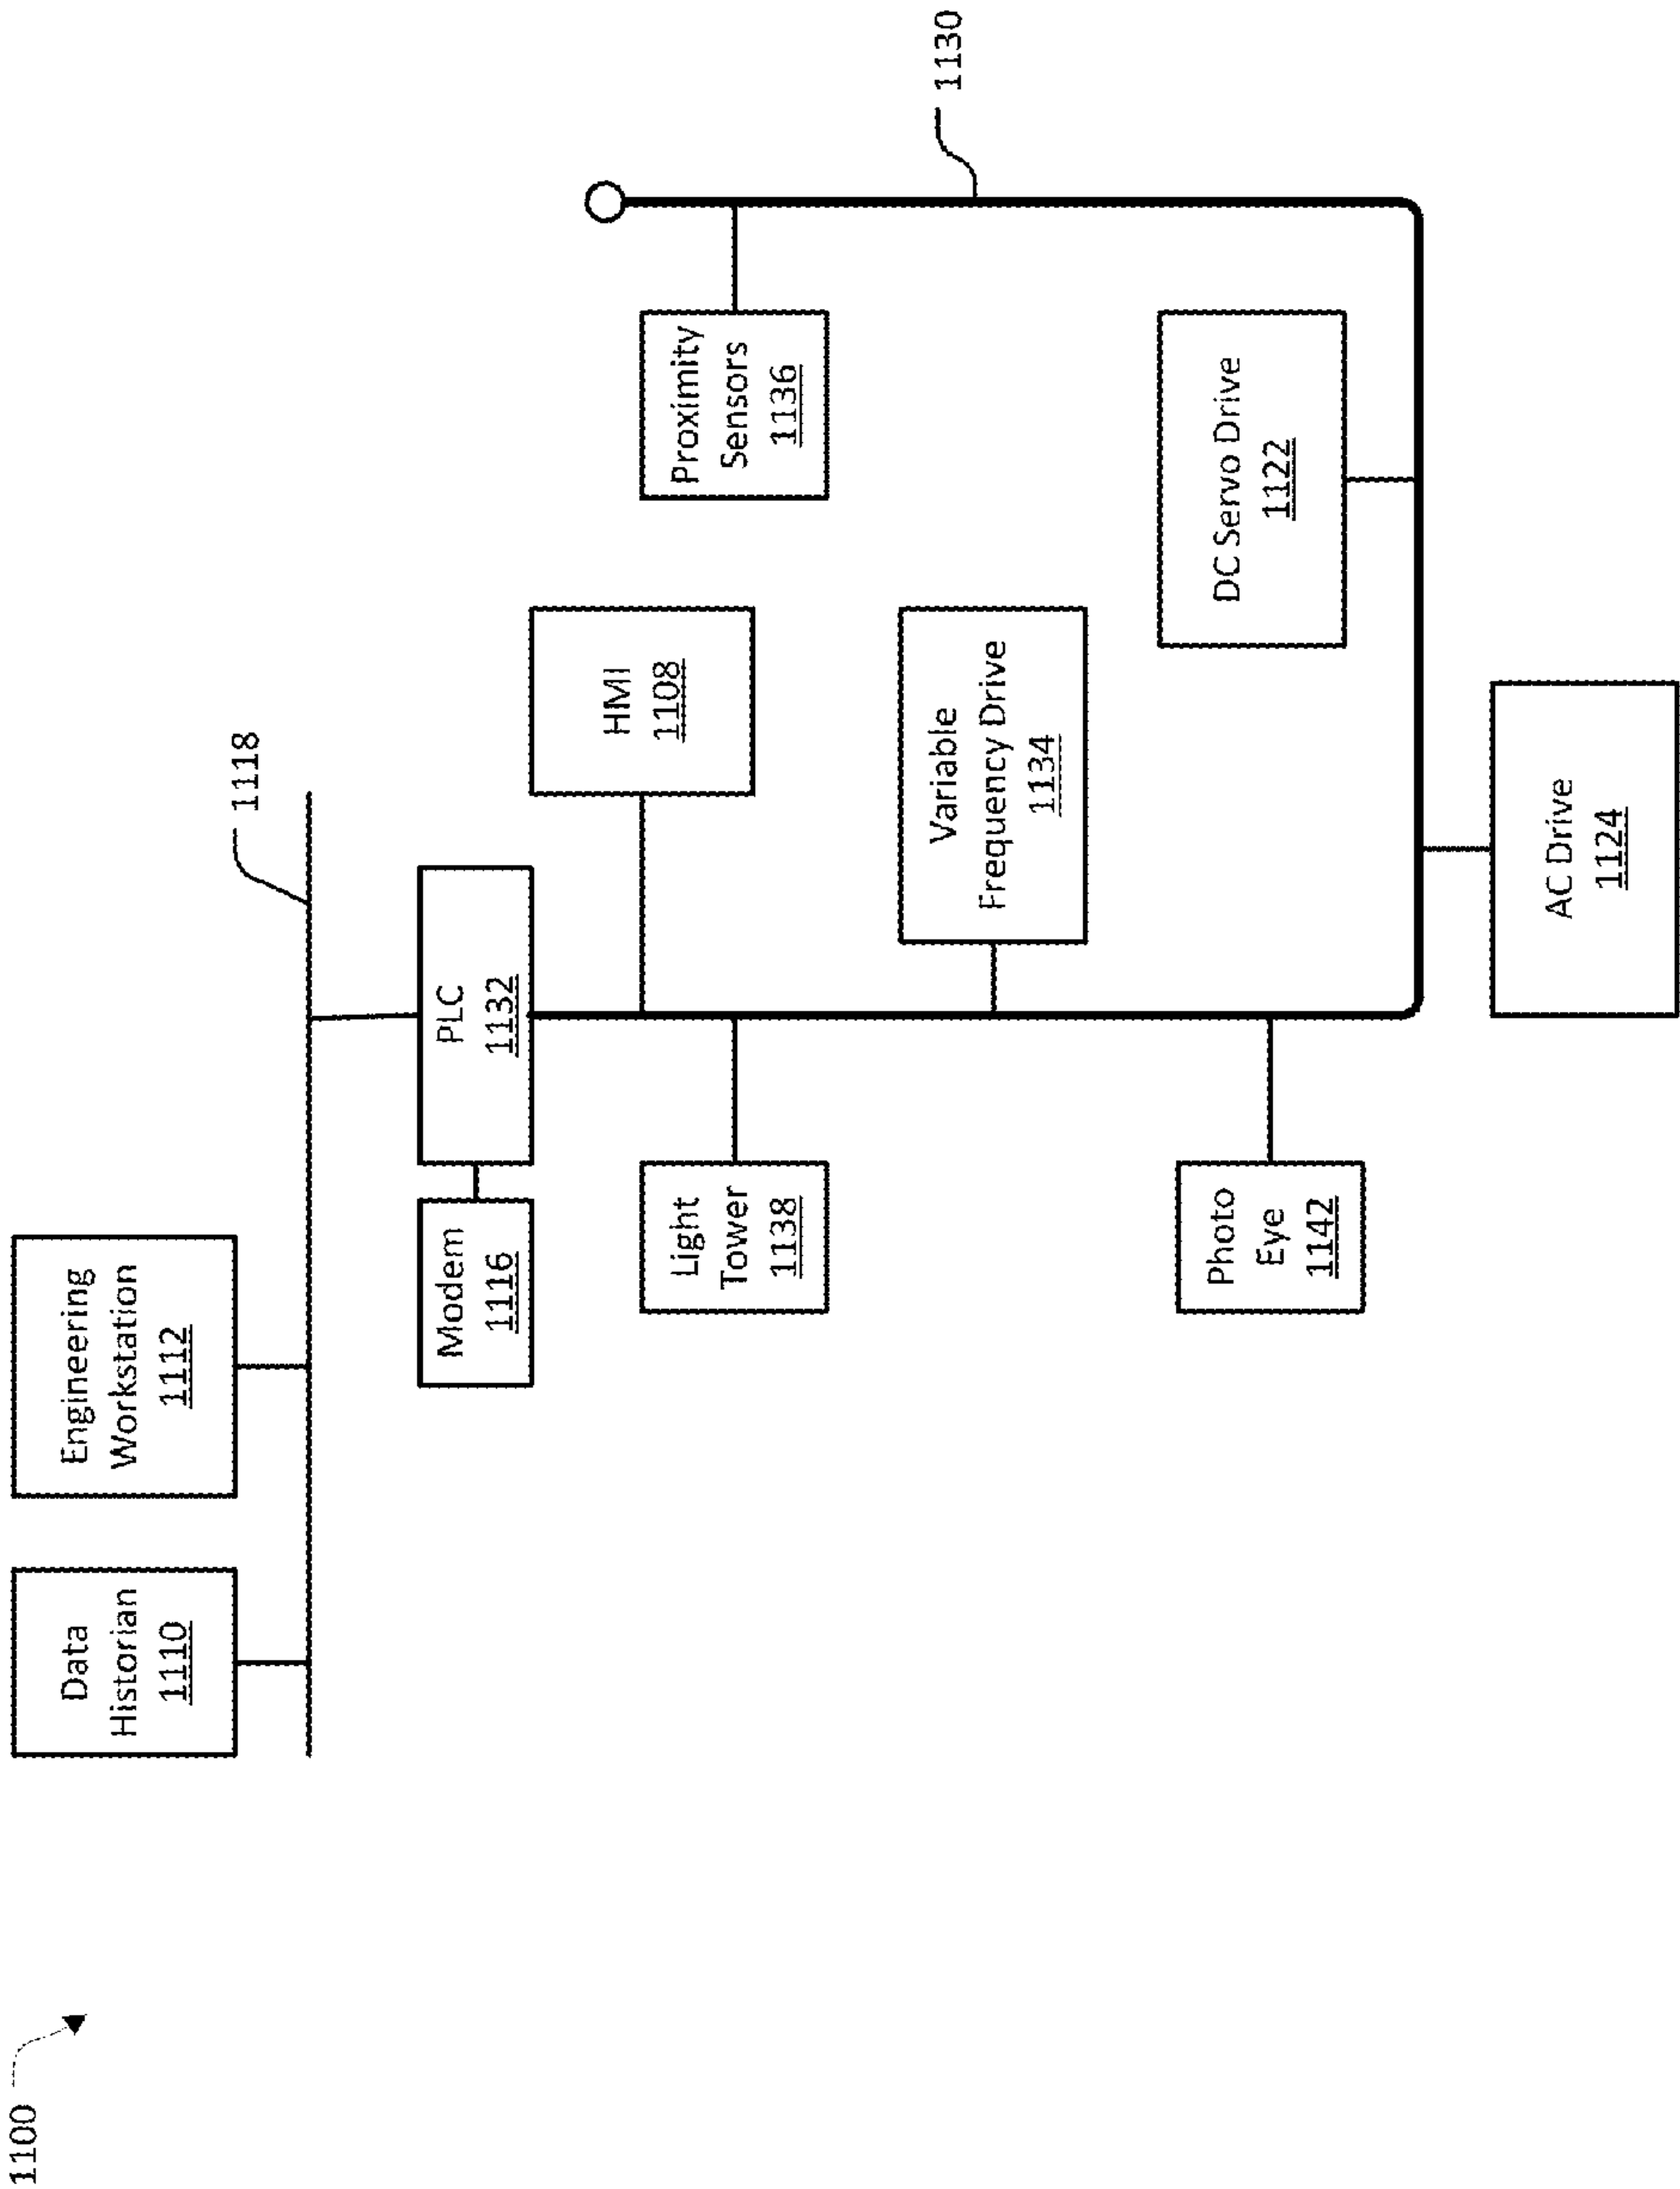 1100
Data
Historian
1110
Engineering
Workstation
1112
1118
Modem
1116
PLC
1132
HMI
1108
Light
Tower
1138
Proximity
Sensors
1136
1130
Variable
Frequency Drive
1134
Photo
Eye
1142
DC Servo Drive
1122
AC Drive
1124